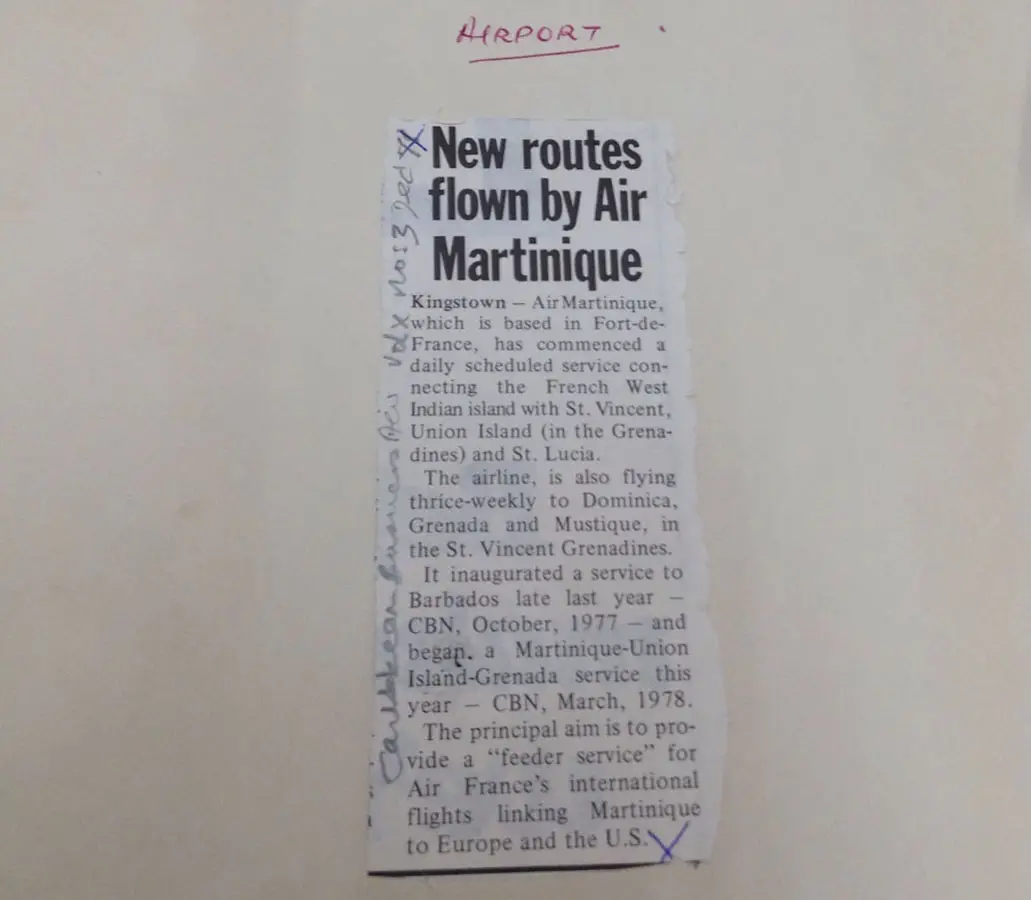 AIRPORT
New routes
flown by Air
Martinique
Kingstown — Air Martinique,
which is based in Fort-de-
France, has commenced a
daily scheduled service con-
necting the French West
Indian island with St. Vincent,
Union Island (in the Grena-
dines) and St. Lucia.
The airline, is also flying
thrice-weekly to Dominica,
Grenada and Mustique, in
the St. Vincent Grenadines.
It inaugurated a service to
Barbados late last year —
CBN, October, 1977 — and
began. a Martinique-Union
Island-Grenada service this
year — CBN, March, 1978.
The principal aim is to pro-
vide a “feeder service” for
Air France’s international
flights linking Martinique
to Europe and the U.S.
Caribbean Business vol X no:3